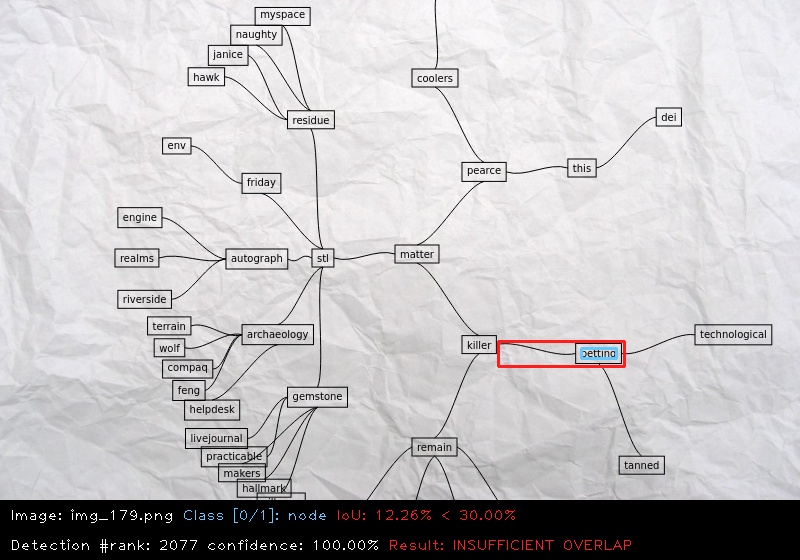 myspace
naughty
janice
coolers
hawk
residue
dei
env
this
pearce
friday
engine
matter
realms
autograph
stl
riverside
terrain
archaeology
technological
killer
wolf
betting
compaq
feng
gemstone
helpdesk
livejournal
remain
practicable
tanned
makers
hallmark
Image: img_179.png Class [0/1]: node IoU: 12.26% < 30.00%
Detection #rank: 2077 confidence: 100.00% Result: INSUFFICIENT OVERLAP